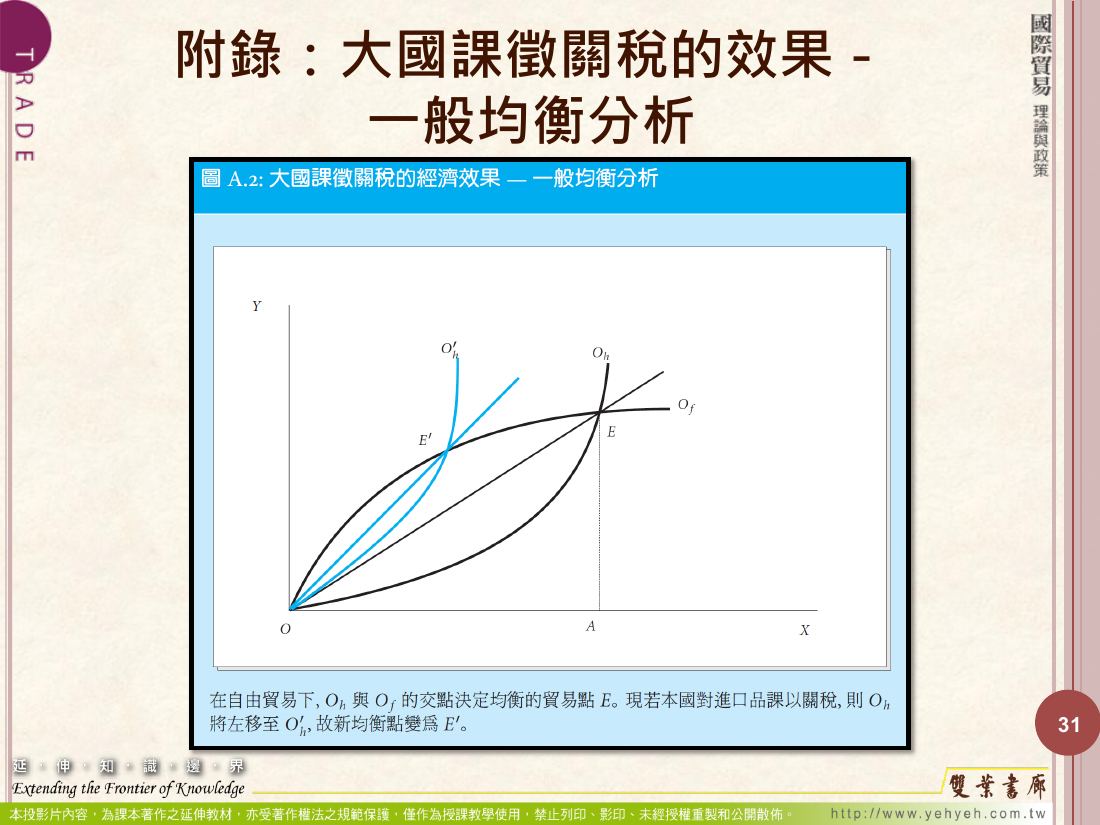 附錄：大國課徵關稅的效果 -
一般均衡分析
TRADE
國際貿易 理論與政策
圖 A.2: 大國課徵關稅的經濟效果 — 一般均衡分析
Y
O′h
Oh
Of
E′
E
O
A
X
在自由貿易下, Oh 與 Of 的交點決定均衡的貿易點 E。現若本國對進口品課以關稅, 則 Oh
將左移至 O′h, 故新均衡點變為 E′。
31
延・伸・知・識・邊・界
Extending the Frontier of Knowledge
雙葉書廊
本投影片內容，為課本著作之延伸教材，亦受著作權法之規範保護，僅作為授課教學使用，禁止列印、影印、未經授權重製和公開散佈。
http://www.yehyeh.com.tw